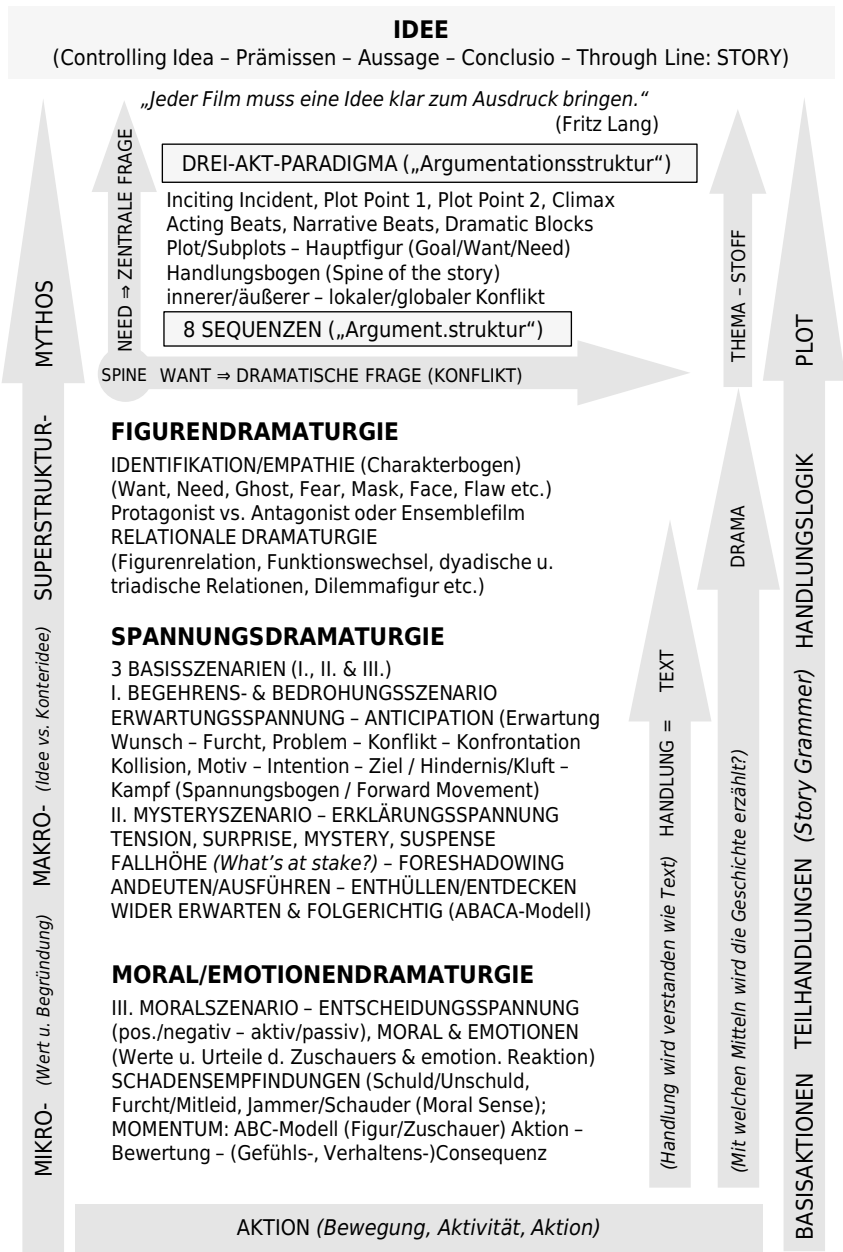 IDEE
(Controlling Idea – Prämissen – Aussage – Conclusio – Through Line: STORY)
„Jeder Film muss eine Idee klar zum Ausdruck bringen.“
(Fritz Lang)
DREI-AKT-PARADIGMA („Argumentationsstruktur“)
Inciting Incident, Plot Point 1, Plot Point 2, Climax
Acting Beats, Narrative Beats, Dramatic Blocks
Plot/Subplots – Hauptfigur (Goal/Want/Need)
Handlungsbogen (Spine of the story)
innerer/äußerer – lokaler/globaler Konflikt
8 SEQUENZEN („Argument.struktur“)
NEED ⇒ ZENTRALE FRAGE
SPINE WANT ⇒ DRAMATISCHE FRAGE (KONFLIKT)
FIGURENDRAMATURGIE
IDENTIFIKATION/EMPATHIE (Charakterbogen)
(Want, Need, Ghost, Fear, Mask, Face, Flaw etc.)
Protagonist vs. Antagonist oder Ensemblefilm
RELATIONALE DRAMATURGIE
(Figurenrelation, Funktionswechsel, dyadische u.
triadische Relationen, Dilemmafigur etc.)
SPANNUNGSDRAMATURGIE
3 BASISSZENARIEN (I., II. & III.)
I. BEGEHRENS- & BEDROHUNGSSZENARIO
ERWARTUNGSSPANNUNG – ANTICIPATION (Erwartung
Wunsch – Furcht, Problem – Konflikt – Konfrontation
Kollision, Motiv – Intention – Ziel / Hindernis/Kluft –
Kampf (Spannungsbogen / Forward Movement)
II. MYSTERYSZENARIO – ERKLÄRUNGSSPANNUNG
TENSION, SURPRISE, MYSTERY, SUSPENSE
FALLHÖHE (What’s at stake?) – FORESHADOWING
ANDEUTEN/AUSFÜHREN – ENTHÜLLEN/ENTDECKEN
WIDER ERWARTEN & FOLGERICHTIG (ABACA-Modell)
MORAL/EMOTIONENDRAMATURGIE
III. MORALSZENARIO – ENTSCHEIDUNGSSPANNUNG
(pos./negativ – aktiv/passiv), MORAL & EMOTIONEN
(Werte u. Urteile d. Zuschauers & emotion. Reaktion)
SCHADENSEMPFINDUNGEN (Schuld/Unschuld,
Furcht/Mitleid, Jammer/Schauder (Moral Sense);
MOMENTUM: ABC-Modell (Figur/Zuschauer) Aktion –
Bewertung – (Gefühls-, Verhaltens-)Consequenz
MIKRO- (Wert u. Begründung) MAKRO- (Idee vs. Konteridee) SUPERSTRUKTUR- MYTHOS
(Handlung wird verstanden wie Text) HANDLUNG = TEXT
(Mit welchen Mitteln wird die Geschichte erzählt?) DRAMA
THEMA – STOFF
BASISAKTIONEN TEILHANDLUNGEN (Story Grammer) HANDLUNGSLOGIK PLOT
AKTION (Bewegung, Aktivität, Aktion)